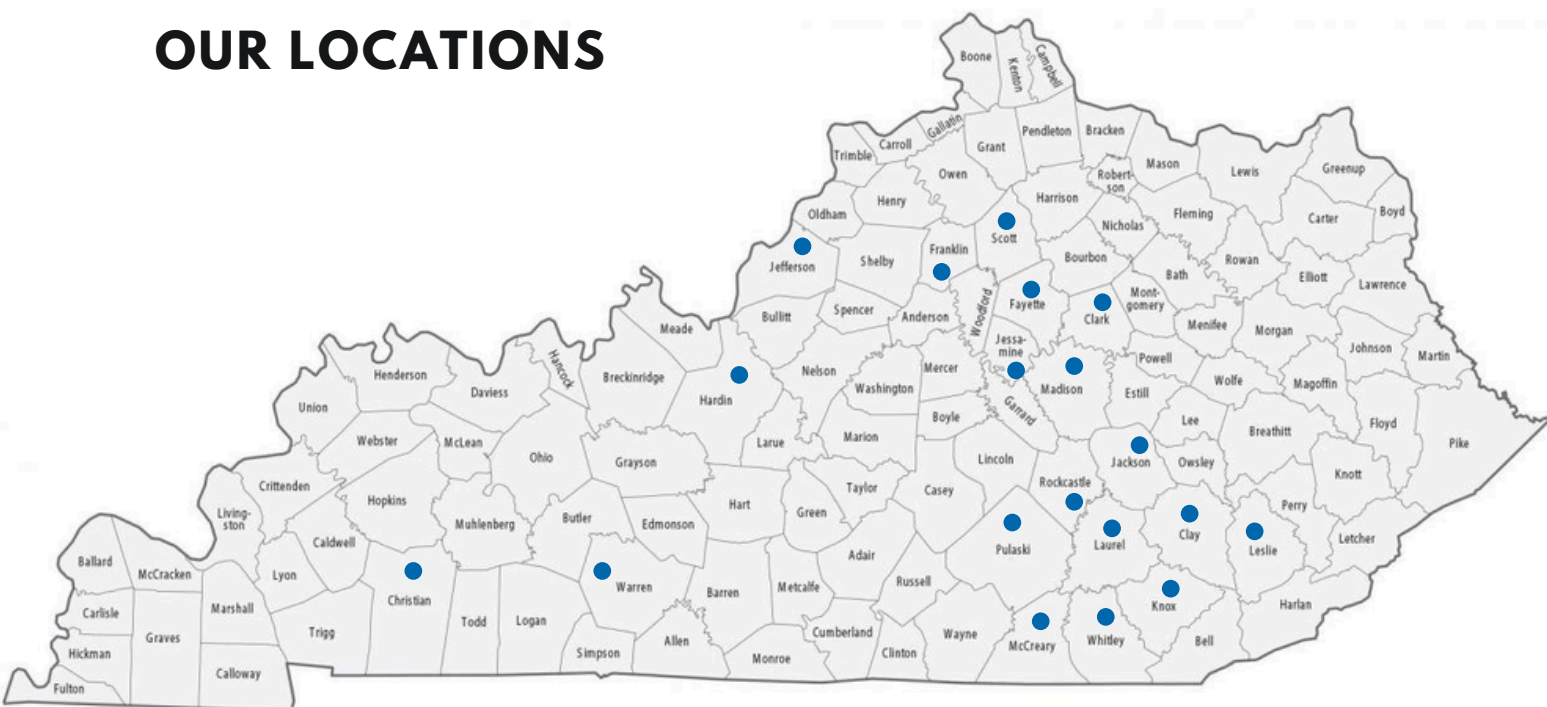 OUR LOCATIONS
Boone
Kenton
Campbell
Gallatin
Carroll
Trimble
Grant
Pendleton
Bracken
Mason
Lewis
Greenup
Owen
Robert-
son
Henry
Harrison
Oldham
Nicholas
Fleming
Carter
Boyd
Scott
Franklin
Jefferson
Shelby
Bourbon
Bath
Rowan
Elliott
Lawrence
Woodford
Fayette
Clark
Mont-
gomery
Bullitt
Spencer
Anderson
Menifee
Morgan
Meade
Jessa-
mine
Powell
Johnson
Martin
Hancock
Henderson
Daviess
Breckinridge
Nelson
Washington
Mercer
Madison
Estill
Wolfe
Magoffin
Union
Hardin
Garrard
Boyle
Lee
Breathitt
Floyd
Pike
Webster
McLean
Ohio
Grayson
Larue
Marion
Lincoln
Jackson
Owsley
Knott
Crittenden
Hopkins
Rockcastle
Casey
Taylor
Hart
Green
Perry
Living-
ston
Muhlenberg
Butler
Edmonson
Caldwell
Pulaski
Laurel
Clay
Leslie
Letcher
Adair
Ballard
McCracken
Lyon
Christian
Warren
Barren
Metcalfe
Russell
Carlisle
Marshall
Knox
Harlan
Graves
Trigg
Todd
Logan
Allen
Cumberland
Wayne
McCreary
Whitley
Bell
Hickman
Simpson
Monroe
Clinton
Calloway
Fulton